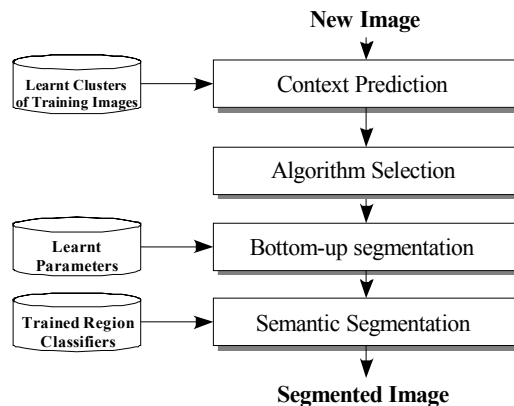 New Image
Learnt Clusters
of Training Images
Context Prediction
Algorithm Selection
Learnt
Parameters
Bottom-up segmentation
Trained Region
Classifiers
Semantic Segmentation
Segmented Image